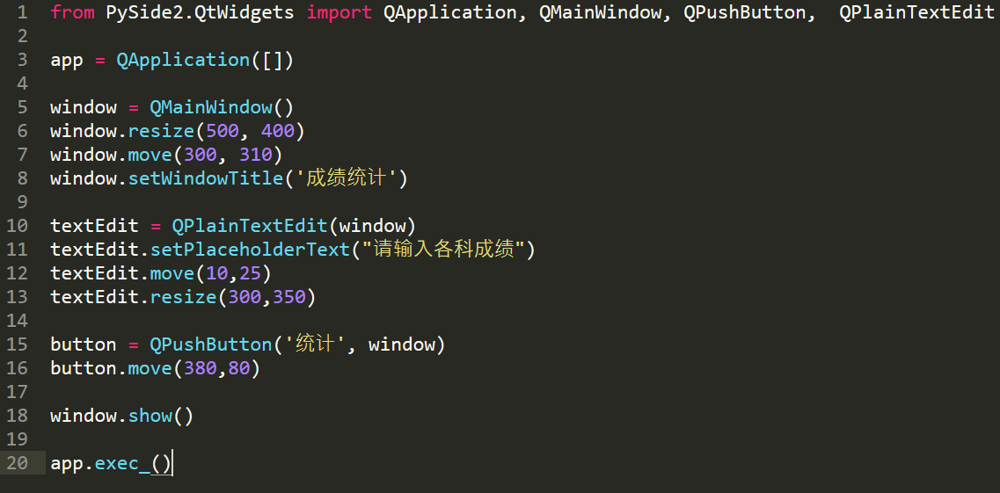 1 from PySide2.QtWidgets import QApplication, QMainWindow, QPushButton,  QPlainTextEdit
2
3 app = QApplication([])
4
5 window = QMainWindow()
6 window.resize(500, 400)
7 window.move(300, 310)
8 window.setWindowTitle('成绩统计')
9
10 textEdit = QPlainTextEdit(window)
11 textEdit.setPlaceholderText("请输入各科成绩")
12 textEdit.move(10,25)
13 textEdit.resize(300,350)
14
15 button = QPushButton('统计', window)
16 button.move(380,80)
17
18 window.show()
19
20 app.exec_()